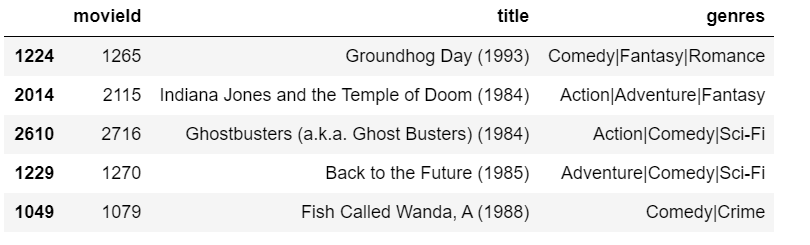 movieId title genres
1224 1265 Groundhog Day (1993) Comedy|Fantasy|Romance
2014 2115 Indiana Jones and the Temple of Doom (1984) Action|Adventure|Fantasy
2610 2716 Ghostbusters (a.k.a. Ghost Busters) (1984) Action|Comedy|Sci-Fi
1229 1270 Back to the Future (1985) Adventure|Comedy|Sci-Fi
1049 1079 Fish Called Wanda, A (1988) Comedy|Crime